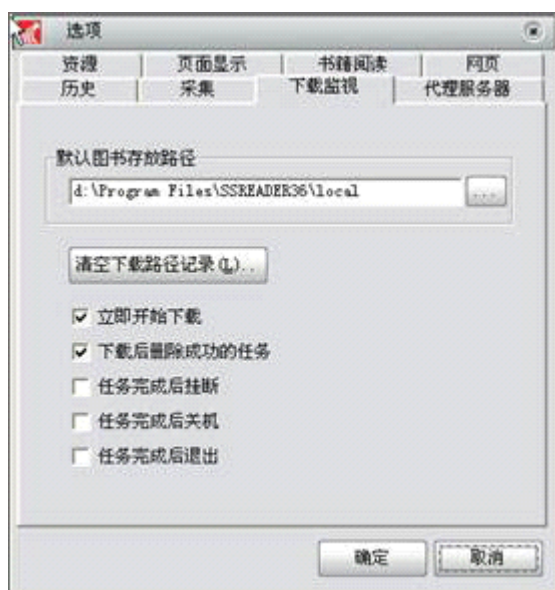 选项
资源 页面显示 书籍阅读 网页
历史 采集 下载监视 代理服务器
默认图书存放路径
d:\Program Files\SSREADER36\local
...
清空下载路径记录(L)..
立即开始下载
下载后删除成功的任务
任务完成后挂断
任务完成后关机
任务完成后退出
确定 取消